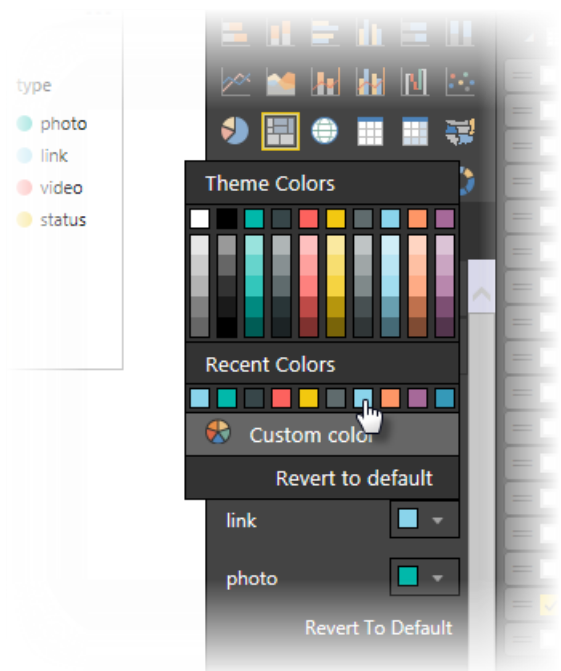 type
photo
link
video
status
Theme Colors
Recent Colors
Custom color
Revert to default
link
photo
Revert To Default